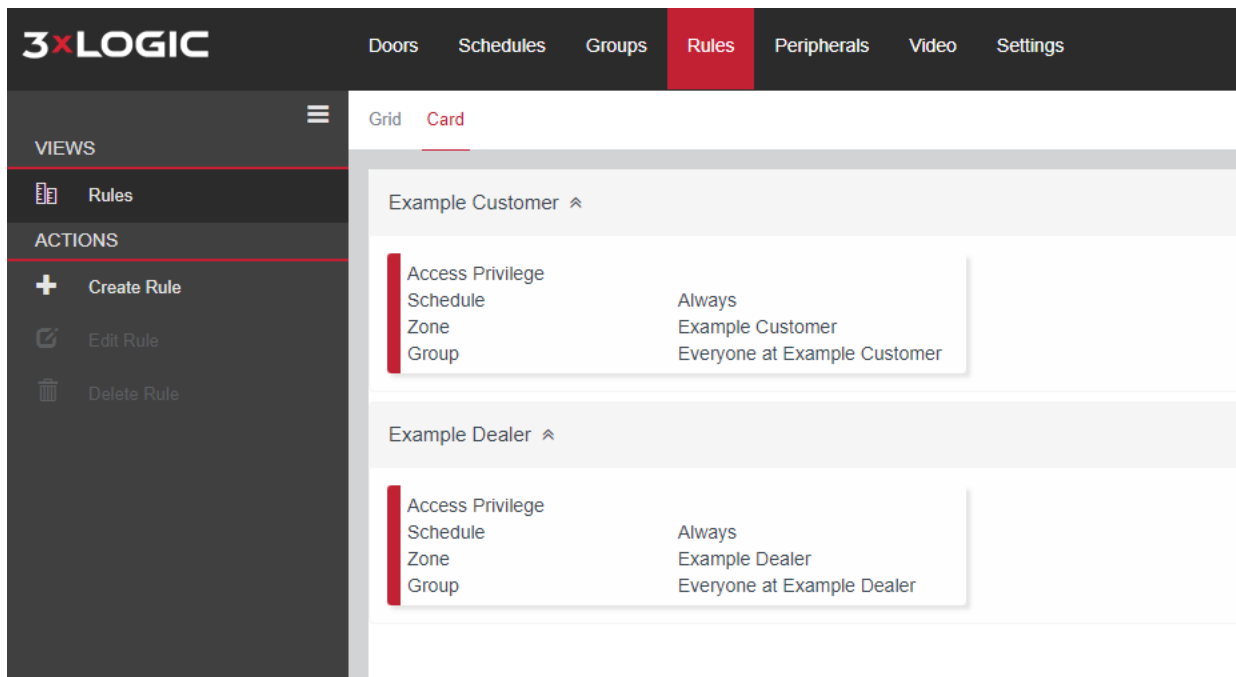 3xLOGIC
Doors Schedules Groups Rules Peripherals Video Settings
Grid Card
VIEWS
Rules
ACTIONS
Create Rule
Edit Rule
Delete Rule
Example Customer
Access Privilege
Schedule Always
Zone Example Customer
Group Everyone at Example Customer
Example Dealer
Access Privilege
Schedule Always
Zone Example Dealer
Group Everyone at Example Dealer